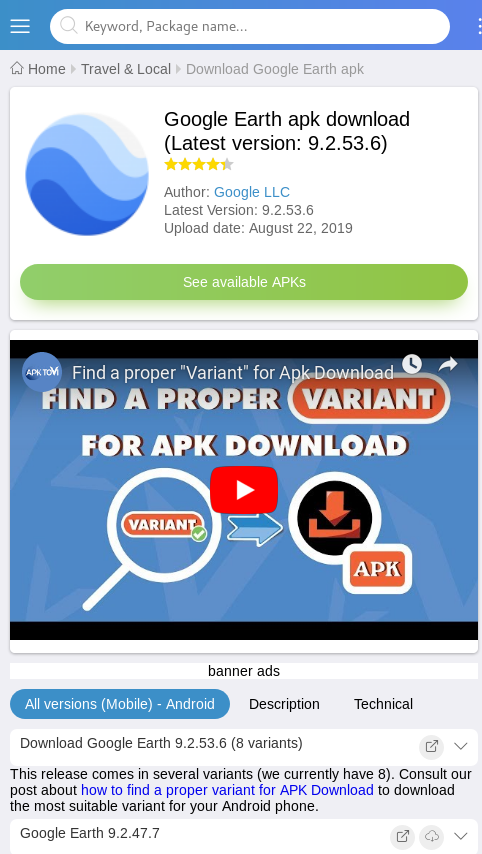 Keyword, Package name...
Home Travel & Local Download Google Earth apk
Google Earth apk download
(Latest version: 9.2.53.6)
Author: Google LLC
Latest Version: 9.2.53.6
Upload date: August 22, 2019
See available APKs
Find a proper "Variant" for Apk Download
FIND A PROPER VARIANT
FOR APK DOWNLOAD
VARIANT
APK
banner ads
All versions (Mobile) - Android Description Technical
Download Google Earth 9.2.53.6 (8 variants)
This release comes in several variants (we currently have 8). Consult our
post about how to find a proper variant for APK Download to download
the most suitable variant for your Android phone.
Google Earth 9.2.47.7